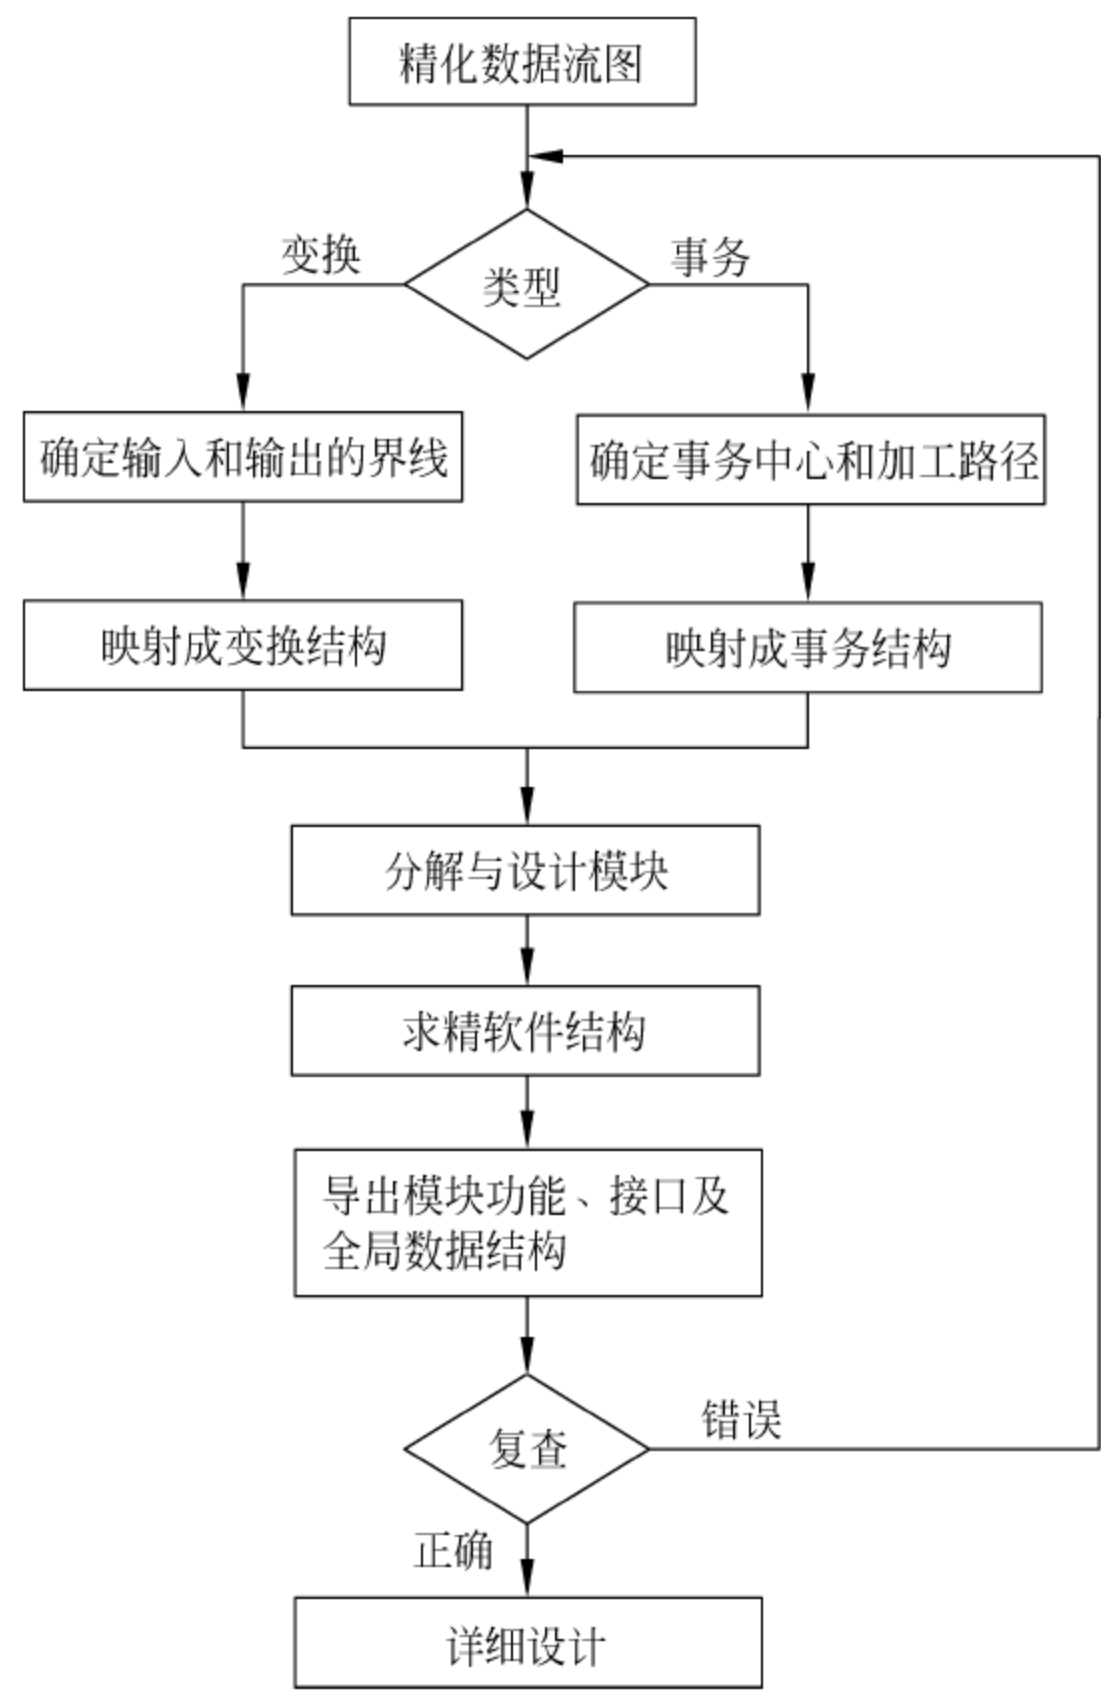 精化数据流图
变换
类型
事务
确定输入和输出的界线
确定事务中心和加工路径
映射成变换结构
映射成事务结构
分解与设计模块
求精软件结构
导出模块功能、接口及
全局数据结构
复查
错误
正确
详细设计